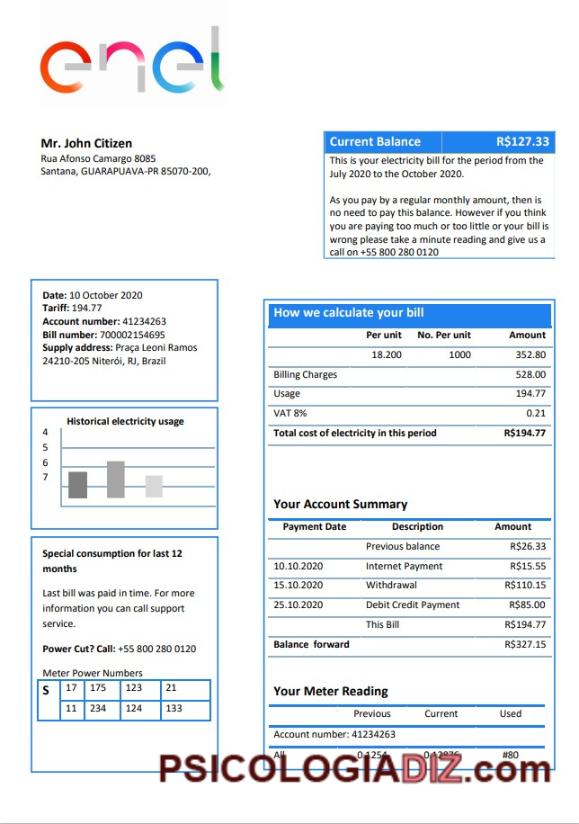 enel
Mr. John Citizen
Rua Afonso Camargo 8085
Santana, GUARAPUAVA-PR 85070-200,
Current Balance R$127.33
This is your electricity bill for the period from the
July 2020 to the October 2020.
As you pay by a regular monthly amount, then is
no need to pay this balance. However if you think
you are paying too much or too little or your bill is
wrong please take a minute reading and give us a
call on +55 800 280 0120
Date: 10 October 2020
Tariff: 194.77
Account number: 41234263
Bill number: 700002154695
Supply address: Praça Leoni Ramos
24210-205 Niterói, RJ, Brazil
Historical electricity usage
4
5
6
7
Special consumption for last 12
months
Last bill was paid in time. For more
information you can call support
service.
Power Cut? Call: +55 800 280 0120
Meter Power Numbers
S 17 175 123 21
11 234 124 133
How we calculate your bill
Per unit No. Per unit Amount
18.200 1000 352.80
Billing Charges 528.00
Usage 194.77
VAT 8% 0.21
Total cost of electricity in this period R$194.77
Your Account Summary
Payment Date Description Amount
Previous balance R$26.33
10.10.2020 Internet Payment R$15.55
15.10.2020 Withdrawal R$110.15
25.10.2020 Debit Credit Payment R$85.00
This Bill R$194.77
Balance forward R$327.15
Your Meter Reading
Previous Current Used
Account number: 41234263
All 0.1254 #80
PSICOLOGIADIZ.com